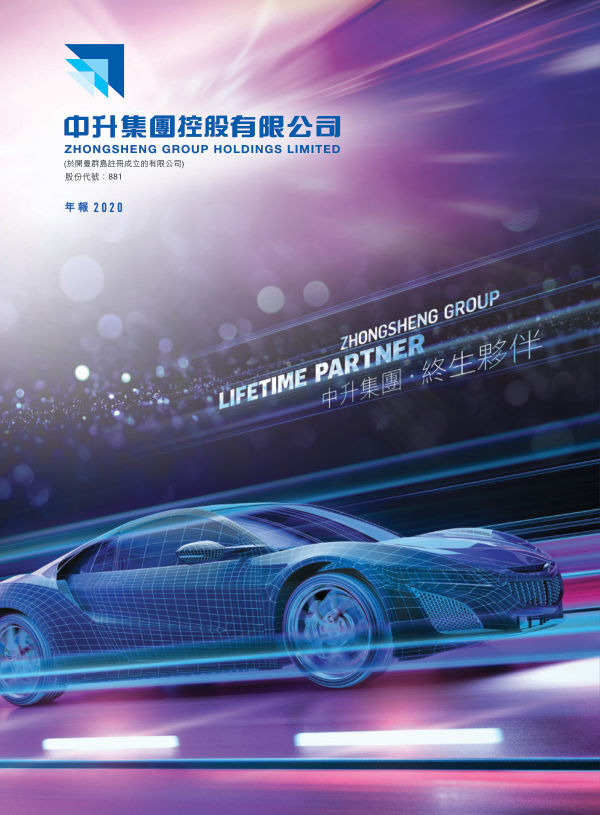 中升集團控股有限公司
ZHONGSHENG GROUP HOLDINGS LIMITED
(於開曼群島註冊成立的有限公司)
股份代號：881
年報 2020
ZHONGSHENG GROUP
LIFETIME PARTNER
中升集團·終生夥伴